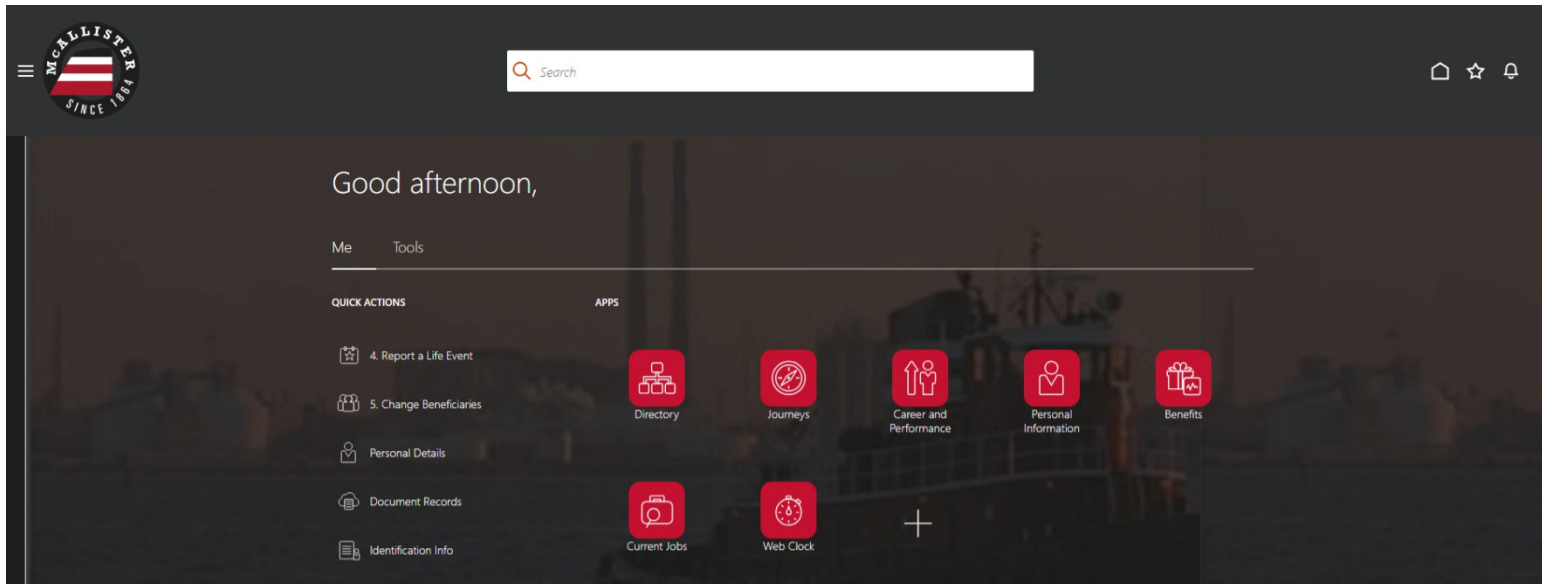 McALLISTER
SINCE 1864
Search
Good afternoon,
Me Tools
QUICK ACTIONS
4. Report a Life Event
5. Change Beneficiaries
Personal Details
Document Records
Identification Info
APPS
Directory
Journeys
Career and
Performance
Personal
Information
Benefits
Current Jobs
Web Clock